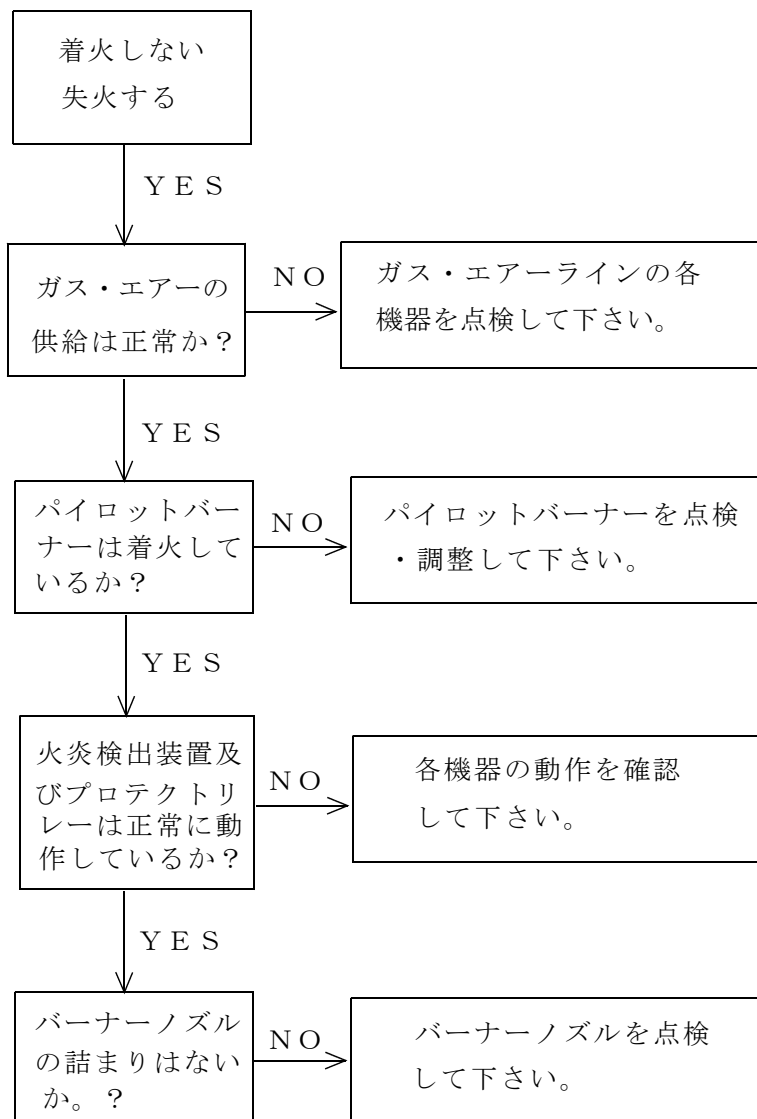 着火しない
失火する
ＹＥＳ
ガス・エアーの
供給は正常か？
ＮＯ
ガス・エアーラインの各
機器を点検して下さい。
ＹＥＳ
パイロットバー
ナーは着火して
いるか？
ＮＯ
パイロットバーナーを点検
・調整して下さい。
ＹＥＳ
火炎検出装置及
びプロテクトリ
レーは正常に動
作しているか？
ＮＯ
各機器の動作を確認
して下さい。
ＹＥＳ
バーナーノズル
の詰まりはない
か。？
ＮＯ
バーナーノズルを点検
して下さい。